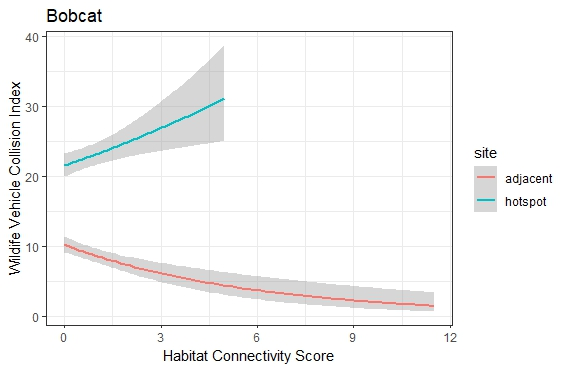 Bobcat
Wildife Vehicle Collision Index
40
30
20
10
0
0 3 6 9 12
Habitat Connectivity Score
site
adjacent
hotspot